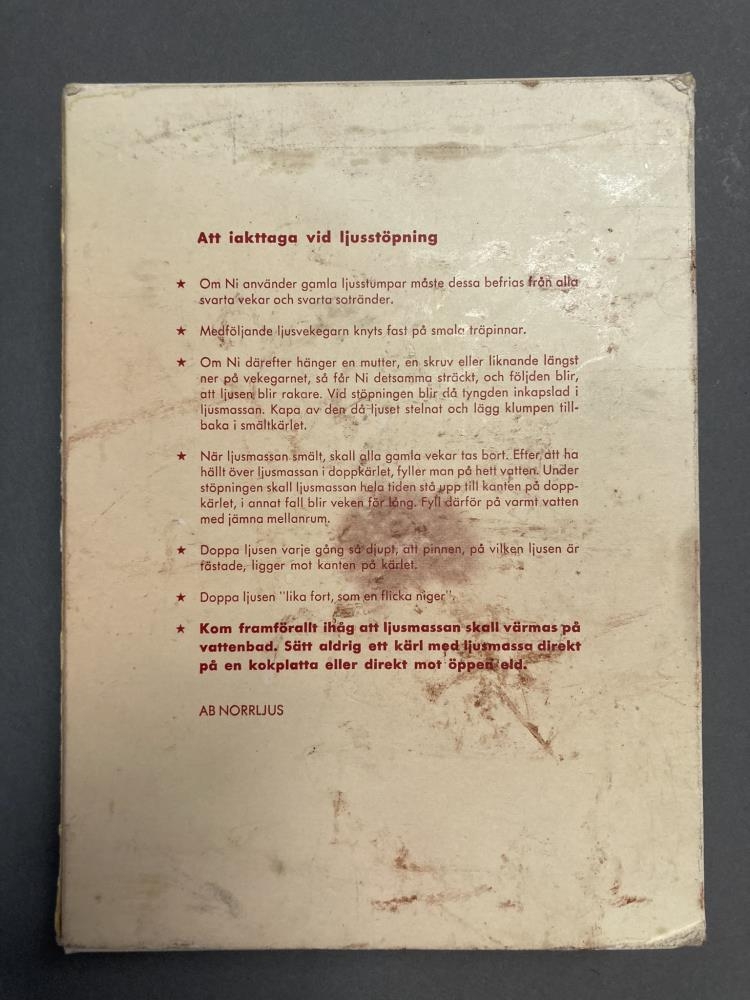 Att iakttaga vid ljusstöpning
★ Om Ni använder gamla ljusstumpar måste dessa befrias från alla
svarta vekar och svarta sotränder.
★ Medföljande ljusvekegarn knyts fast på smala träpinnar.
★ Om Ni därefter hänger en mutter, en skruv eller liknande längst
ner på vekegarnet, så får Ni detsamma sträckt, och följden blir,
att ljusen blir rakare. Vid stöpningen blir då tyngden inkapslad i
ljusmassan. Kapa av den då ljuset stelnat och lägg klumpen till-
baka i smältkärlet.
★ När ljusmassan smält, skall alla gamla vekar tas bort. Efter att ha
hällt över ljusmassan i doppkärlet, fyller man på hett vatten. Under
stöpningen skall ljusmassan hela tiden stå upp till kanten på dopp-
kärlet, i annat fall blir veken för lång. Fyll därför på varmt vatten
med jämna mellanrum.
★ Doppa ljusen varje gång så djupt, att pinnen, på vilken ljusen är
fästade, ligger mot kanten på kärlet.
★ Doppa ljusen "lika fort, som en flicka niger".
★ Kom framförallt ihåg att ljusmassan skall värmas på
vattenbad. Sätt aldrig ett kärl med ljusmassa direkt
på en kokplatta eller direkt mot öppen eld.
AB NORRLJUS